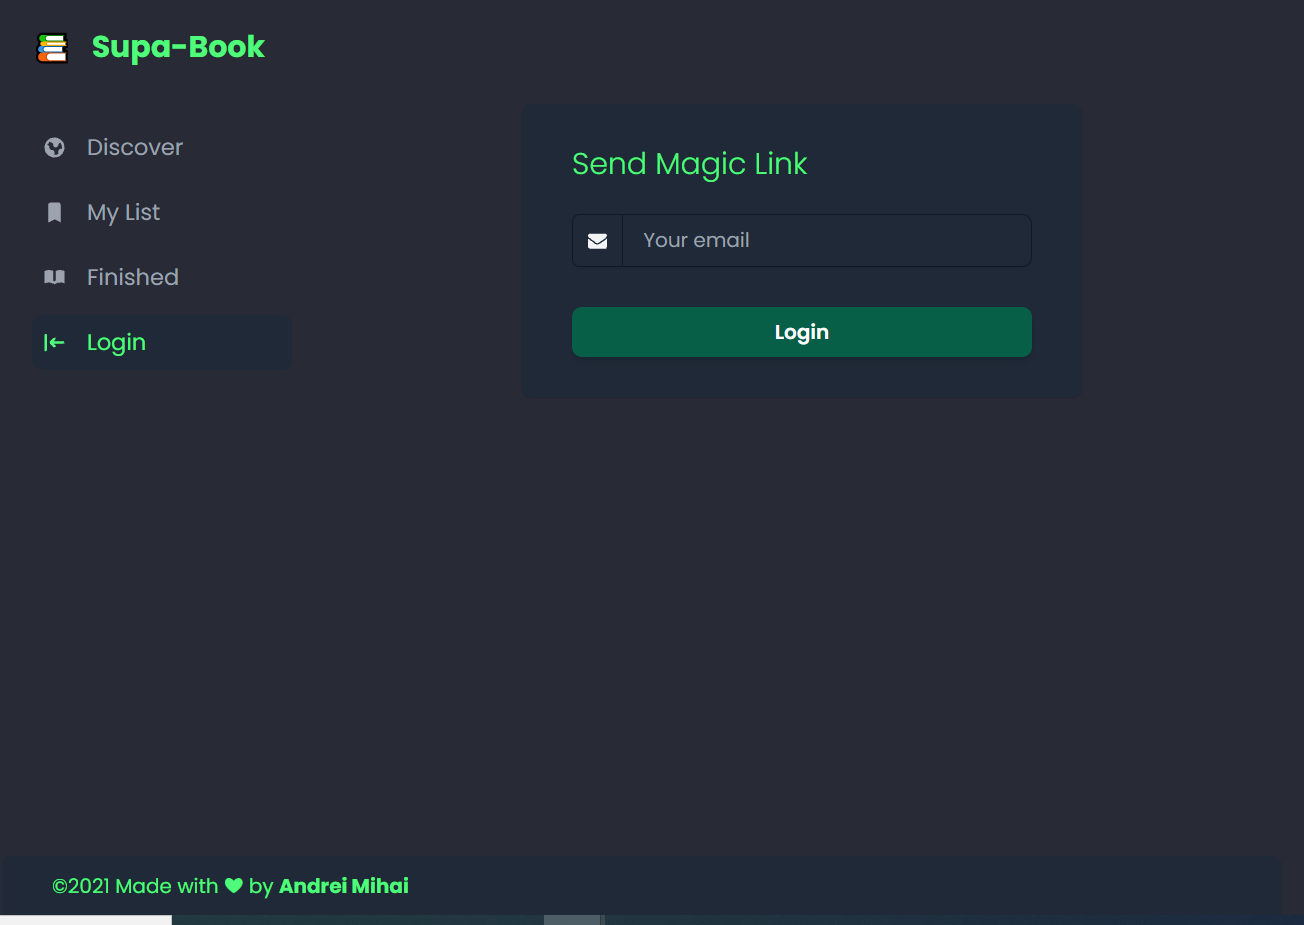 Supa-Book
Discover
My List
Finished
Login
Send Magic Link
Your email
Login
©2021 Made with ♥ by Andrei Mihai